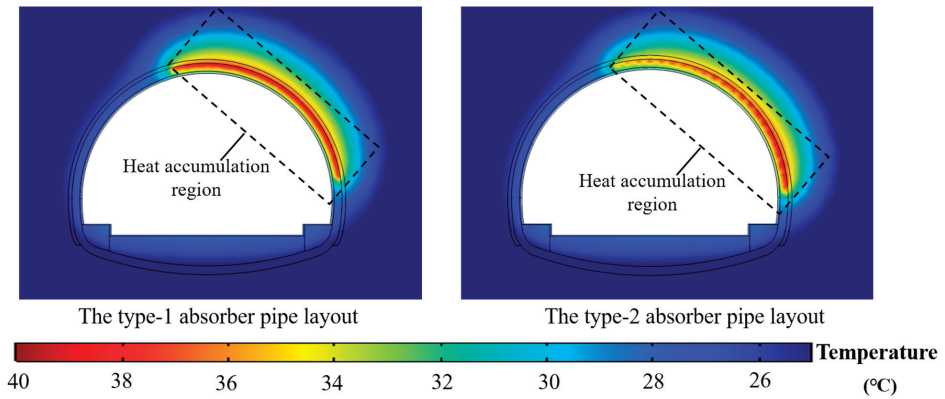 Heat accumulation
region
Heat accumulation
region
The type-1 absorber pipe layout
The type-2 absorber pipe layout
Temperature
40 38 36 34 32 30 28 26 (°C)